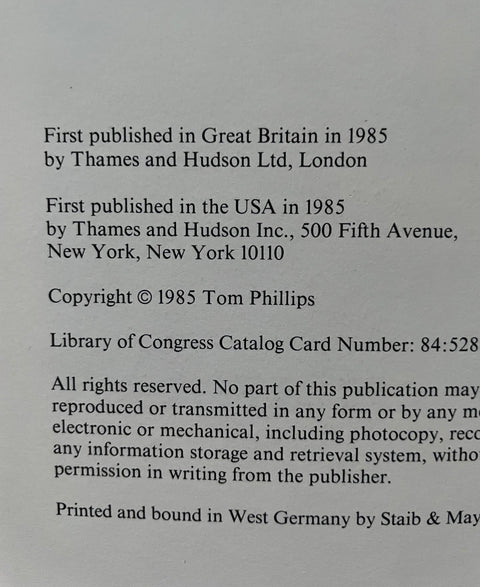 First published in Great Britain in 1985
by Thames and Hudson Ltd, London
First published in the USA in 1985
by Thames and Hudson Inc., 500 Fifth Avenue,
New York, New York 10110
Copyright © 1985 Tom Phillips
Library of Congress Catalog Card Number: 84:528
All rights reserved. No part of this publication may
reproduced or transmitted in any form or by any
electronic or mechanical, including photocopy,
any information storage and retrieval system,
permission in writing from the publisher.
Printed and bound in West Germany by Staib & May